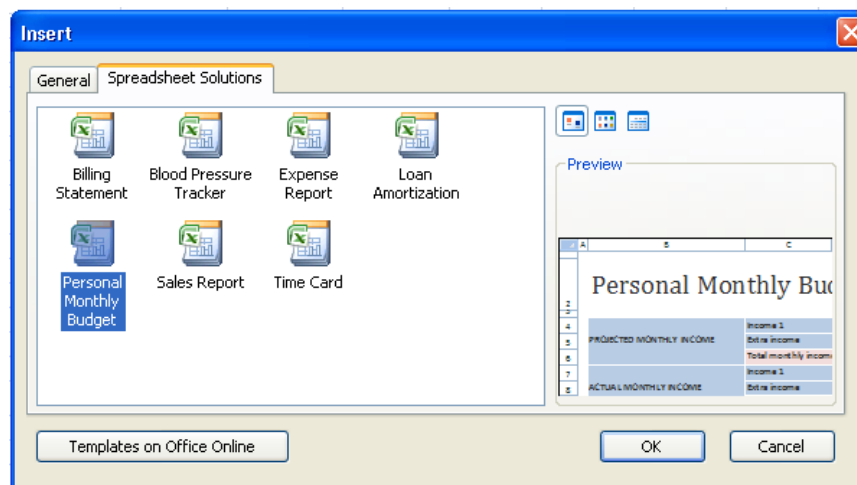 Insert
General
Spreadsheet Solutions
Billing
Statement
Blood Pressure
Tracker
Expense
Report
Loan
Amortization
Personal
Monthly
Budget
Sales Report
Time Card
Preview
A B C
Personal Monthly Bud
2
3
4 Income 1
5 PROJECTED MONTHLY INCOME Extra income
6 Total monthly income
7 Income 1
8 ACTUAL MONTHLY INCOME Extra income
Templates on Office Online
OK
Cancel